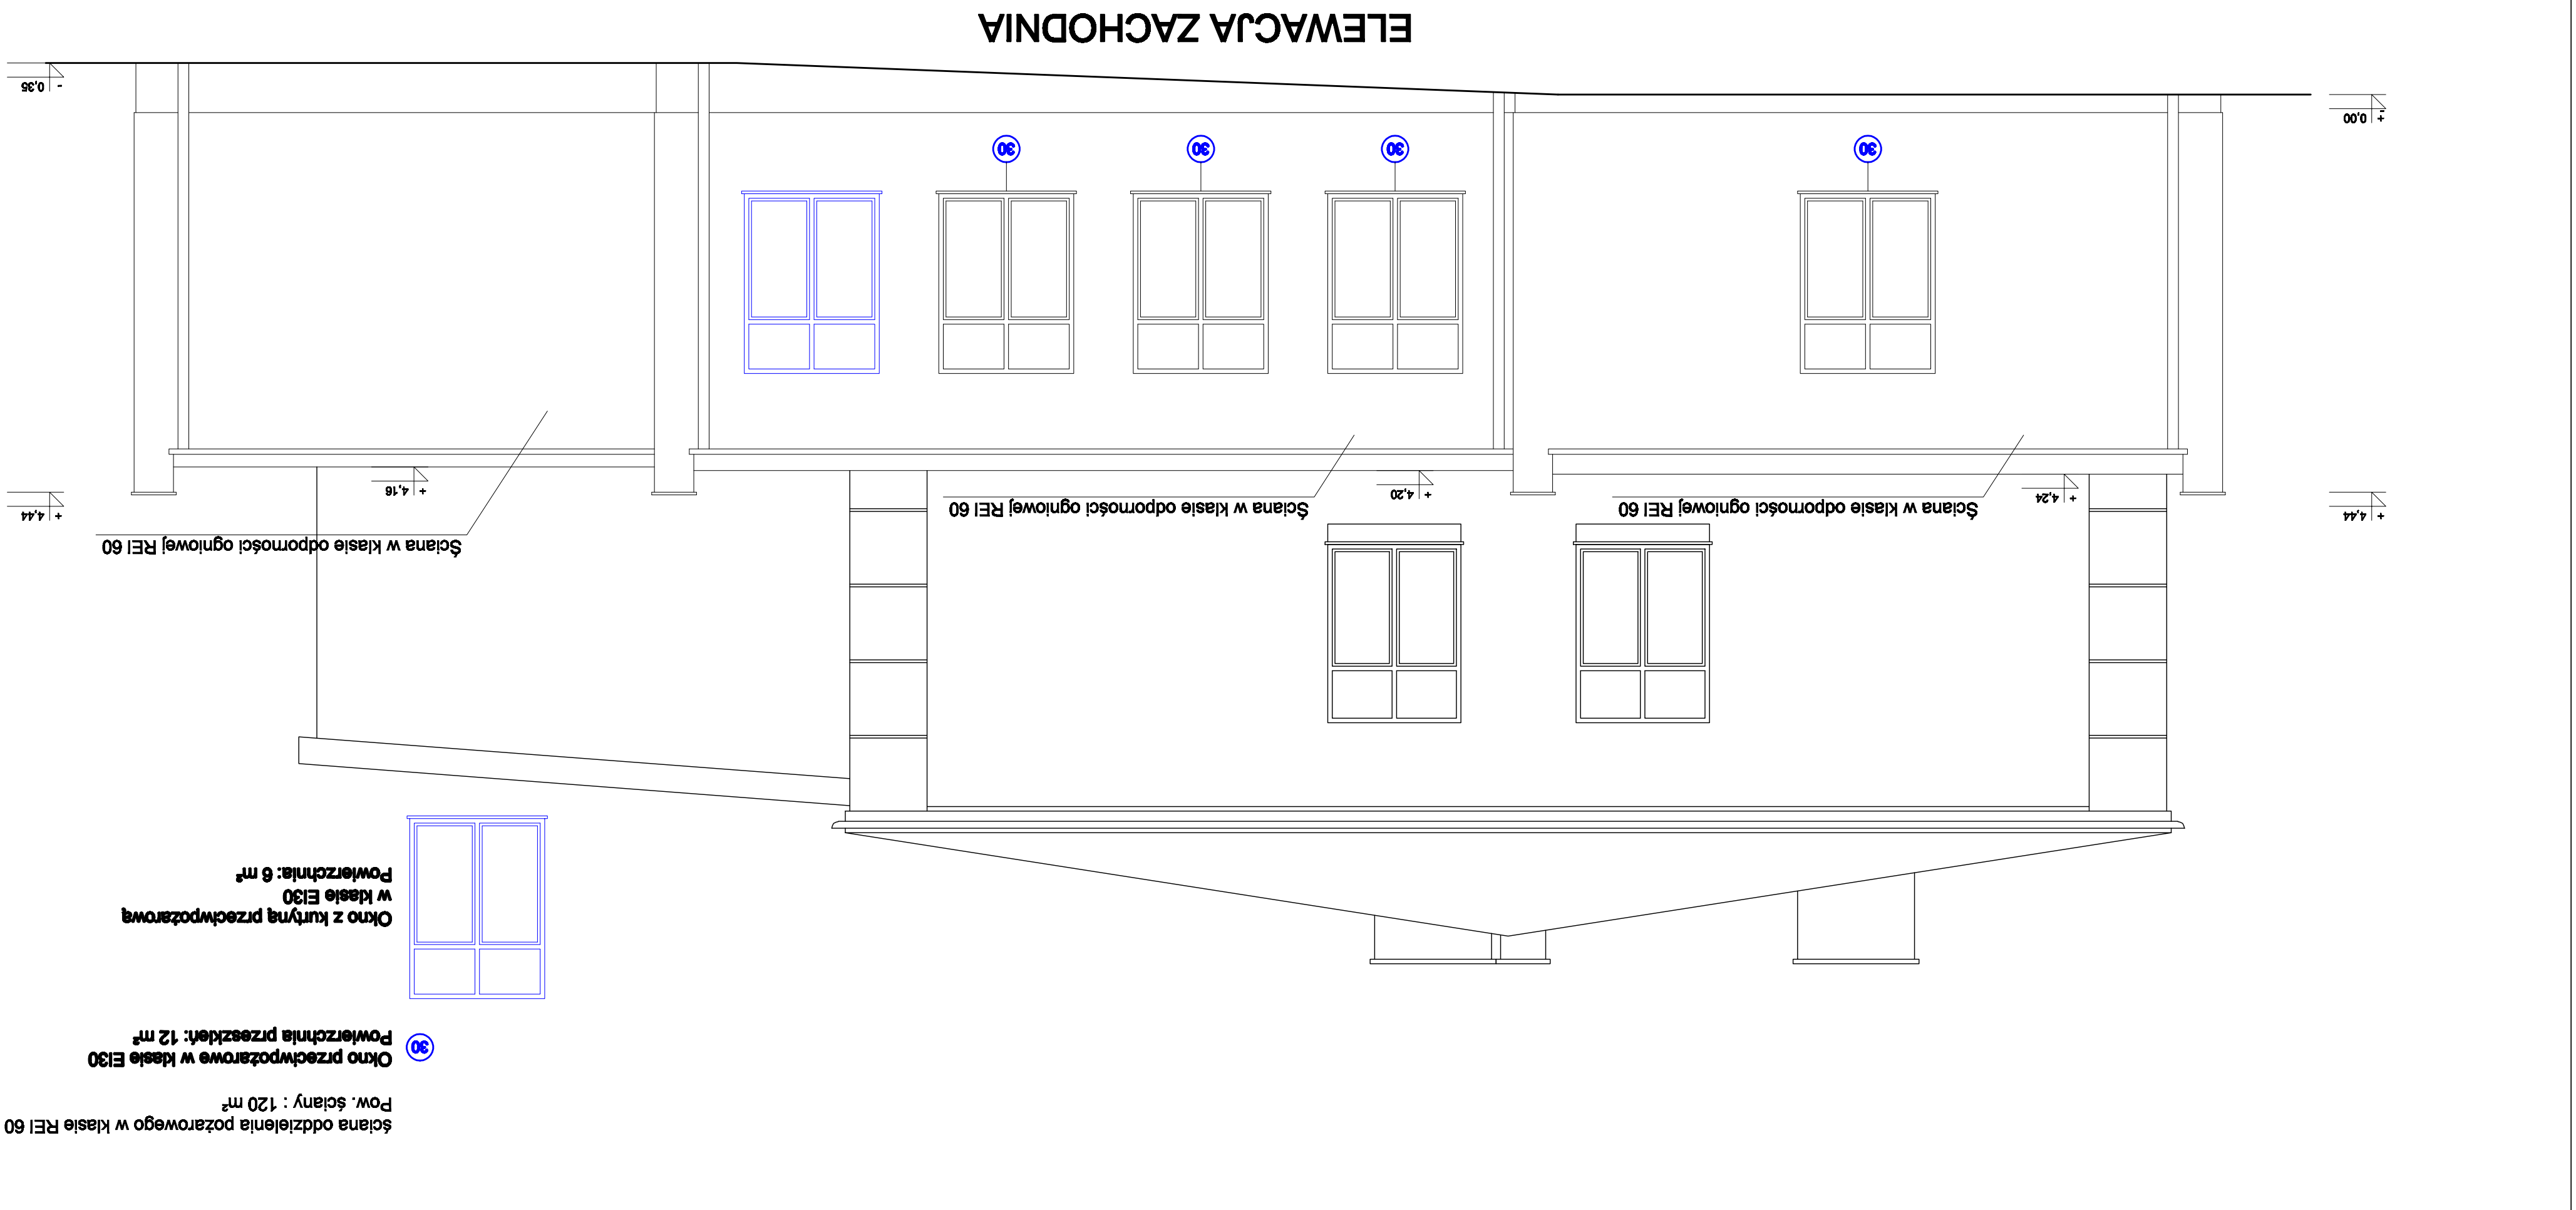 ściana oddzielenia pożarowego w klasie REI 60
Pow. ściany : 120 m²
30
Okno przeciwpożarowe w klasie EI30
Powierzchnia przeszkleń: 12 m²
Okno z kurtyną przeciwpożarową
w klasie EI30
Powierzchnia: 6 m²
Ściana w klasie odporności ogniowej REI 60
+ 4,44
Ściana w klasie odporności ogniowej REI 60
Ściana w klasie odporności ogniowej REI 60
+ 4,44
+ 4,24
+ 4,20
+ 4,16
30
30
30
30
± 0,00
- 0,35
ELEWACJA ZACHODNIA